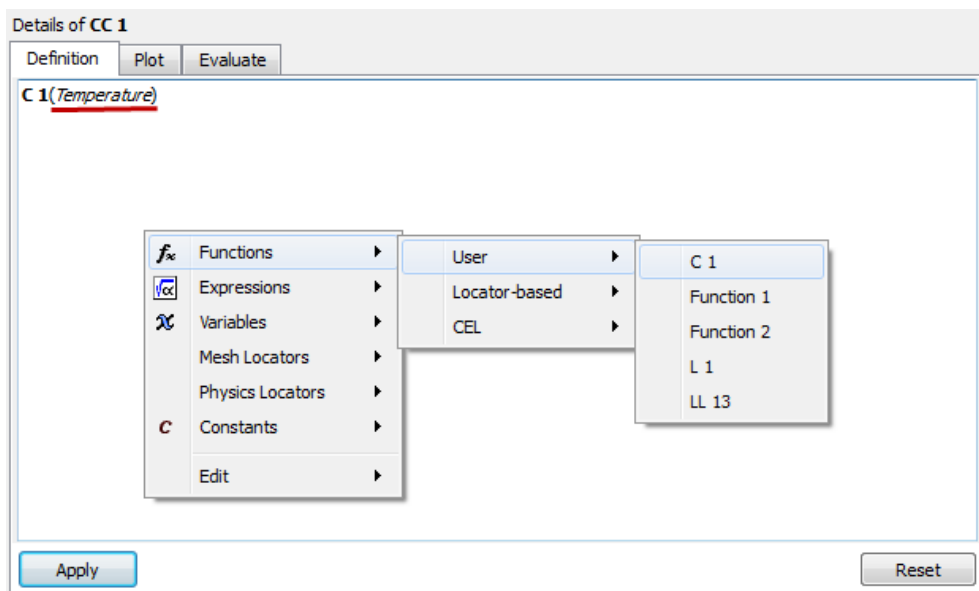 Details of CC 1
Definition Plot Evaluate
C 1(Temperature)
fx Functions
User
C 1
√α Expressions
Locator-based
Function 1
x Variables
CEL
Function 2
Mesh Locators
L 1
Physics Locators
LL 13
C Constants
Edit
Apply Reset